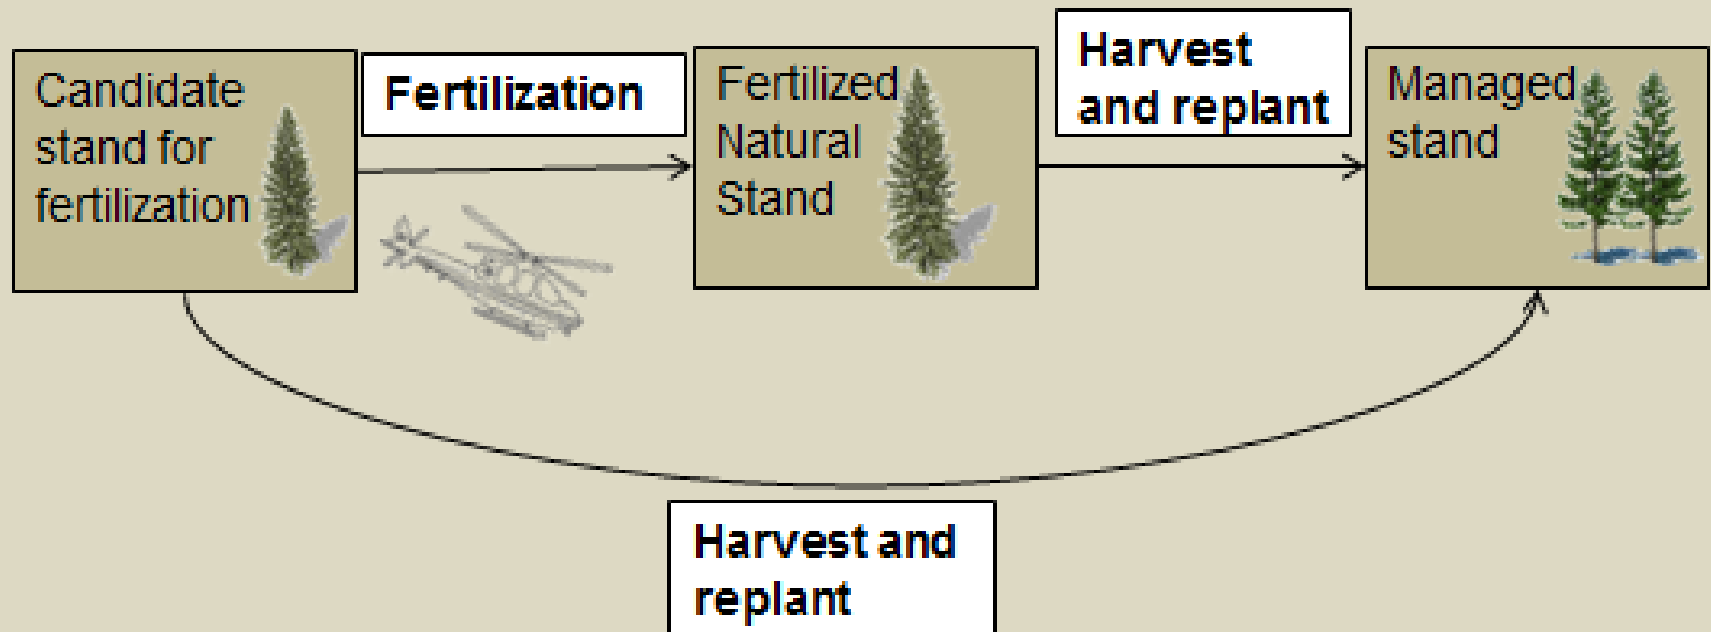 Candidate
stand for
fertilization
Fertilization
Fertilized
Natural
Stand
Harvest
and replant
Managed
stand
Harvest and
replant